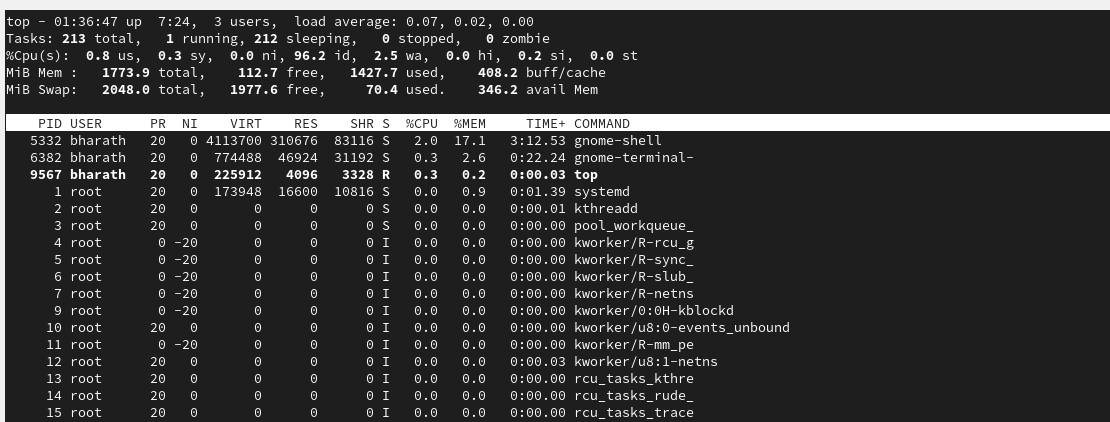 top - 01:36:47 up  7:24,  3 users,  load average: 0.07, 0.02, 0.00
Tasks: 213 total,   1 running, 212 sleeping,   0 stopped,   0 zombie
%Cpu(s):  0.8 us,  0.3 sy,  0.0 ni, 96.2 id,  2.5 wa,  0.0 hi,  0.2 si,  0.0 st
MiB Mem :   1773.9 total,    112.7 free,   1427.7 used,    408.2 buff/cache
MiB Swap:   2048.0 total,   1977.6 free,     70.4 used.    346.2 avail Mem
PID USER      PR  NI    VIRT    RES    SHR S  %CPU  %MEM     TIME+ COMMAND
5332 bharath   20   0 4113700 310676  83116 S   2.0  17.1   3:12.53 gnome-shell
6382 bharath   20   0  774488  46924  31192 S   0.3   2.6   0:22.24 gnome-terminal-
9567 bharath   20   0  225912   4096   3328 R   0.3   0.2   0:00.03 top
1 root      20   0  173948  16600  10816 S   0.0   0.9   0:01.39 systemd
2 root      20   0       0      0      0 S   0.0   0.0   0:00.01 kthreadd
3 root      20   0       0      0      0 S   0.0   0.0   0:00.00 pool_workqueue_
4 root       0 -20       0      0      0 I   0.0   0.0   0:00.00 kworker/R-rcu_g
5 root       0 -20       0      0      0 I   0.0   0.0   0:00.00 kworker/R-sync_
6 root       0 -20       0      0      0 I   0.0   0.0   0:00.00 kworker/R-slub_
7 root       0 -20       0      0      0 I   0.0   0.0   0:00.00 kworker/R-netns
9 root       0 -20       0      0      0 I   0.0   0.0   0:00.00 kworker/0:0H-kblockd
10 root      20   0       0      0      0 I   0.0   0.0   0:00.00 kworker/u8:0-events_unbound
11 root       0 -20       0      0      0 I   0.0   0.0   0:00.00 kworker/R-mm_pe
12 root      20   0       0      0      0 I   0.0   0.0   0:00.03 kworker/u8:1-netns
13 root      20   0       0      0      0 I   0.0   0.0   0:00.00 rcu_tasks_kthre
14 root      20   0       0      0      0 I   0.0   0.0   0:00.00 rcu_tasks_rude_
15 root      20   0       0      0      0 I   0.0   0.0   0:00.00 rcu_tasks_trace